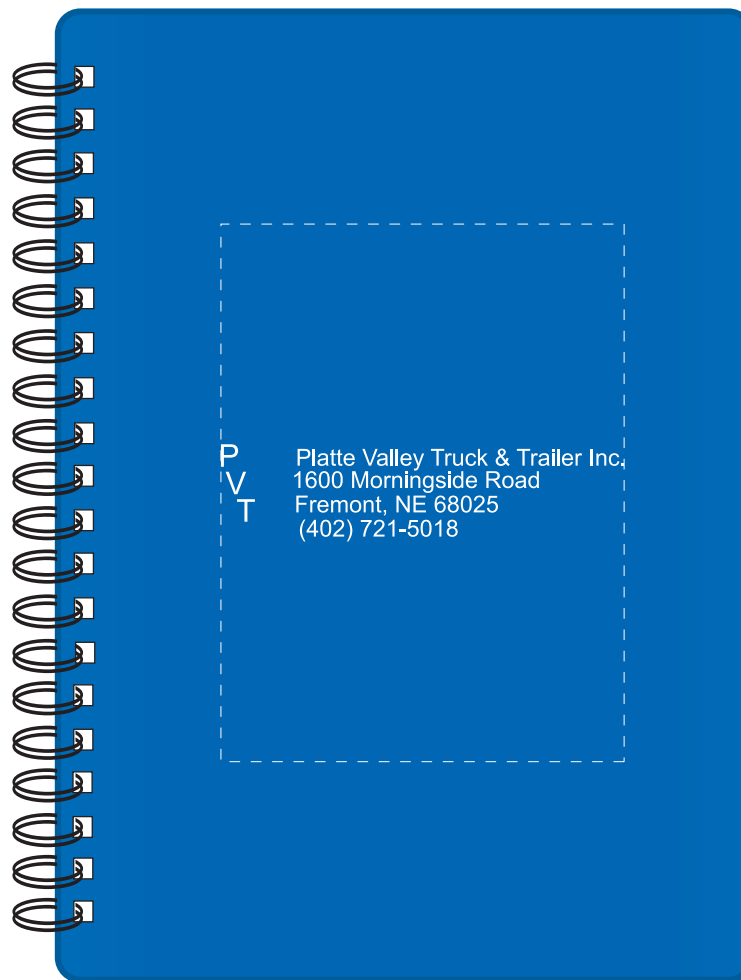 P
V
T
Platte Valley Truck & Trailer Inc.
1600 Morningside Road
Fremont, NE 68025
(402) 721-5018